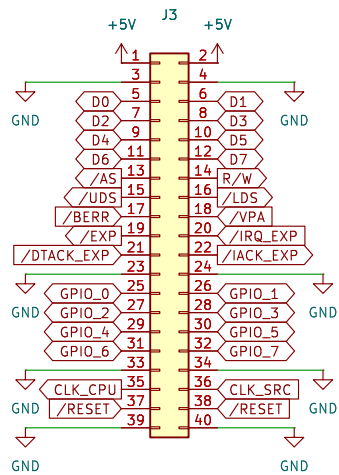 J3
+5V +5V
1 2
3 4
GND GND
D0 5 6 D1
D2 7 8 D3
D4 9 10 D5
D6 11 12 D7
/AS 13 14 R/W
/UDS 15 16 /LDS
/BERR 17 18 /VPA
/EXP 19 20 /IRQ_EXP
/DTACK_EXP 21 22 /IACK_EXP
23 24
GND GND
GPIO_0 25 26 GPIO_1
GPIO_2 27 28 GPIO_3
GPIO_4 29 30 GPIO_5
GPIO_6 31 32 GPIO_7
33 34
GND GND
CLK_CPU 35 36 CLK_SRC
/RESET 37 38 /RESET
39 40
GND GND